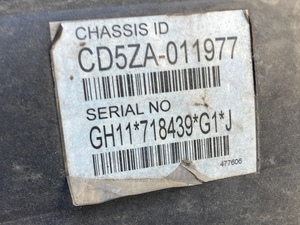 CHASSIS ID
CD5ZA-011977
SERIAL NO
GH11*718439*G1*J
477606